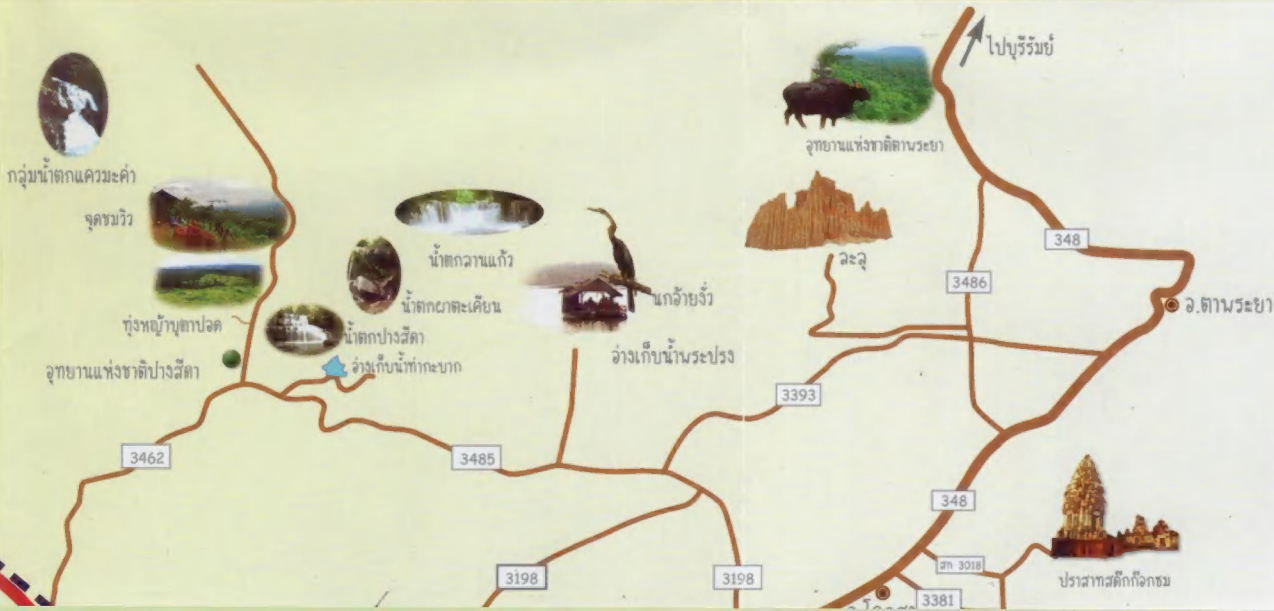 ไปบุรีรัมย์
อุทยานแห่งชาติตาพระยา
กลุ่มน้ำตกแควมะค่า
จุดชมวิว
น้ำตกลานแก้ว
ละลุ
348
3486
น้ำตกผาตะเคียน
นกอ้ายงั่ว
อ.ตาพระยา
ทุ่งหญ้าบุตาปอด
น้ำตกปางสีดา
อ่างเก็บน้ำพระปรง
อุทยานแห่งชาติปางสีดา
อ่างเก็บน้ำท่ากะบาก
3393
3462
3485
348
สก 3018
ปราสาทสด๊กก๊อกธม
3198
3198
3381